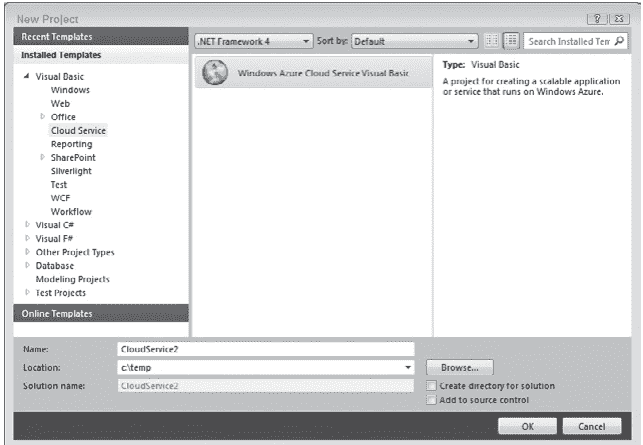 New Project
Recent Templates
.NET Framework 4
Sort by: Default
Search Installed Tem
Installed Templates
Visual Basic
Windows
Web
Office
Cloud Service
Reporting
SharePoint
Silverlight
Test
WCF
Workflow
Visual C#
Visual F#
Other Project Types
Database
Modeling Projects
Test Projects
Online Templates
Windows Azure Cloud Service Visual Basic
Type: Visual Basic
A project for creating a scalable application
or service that runs on Windows Azure.
Name: CloudService2
Location: c:\temp
Browse...
Solution name: CloudService2
Create directory for solution
Add to source control
OK
Cancel